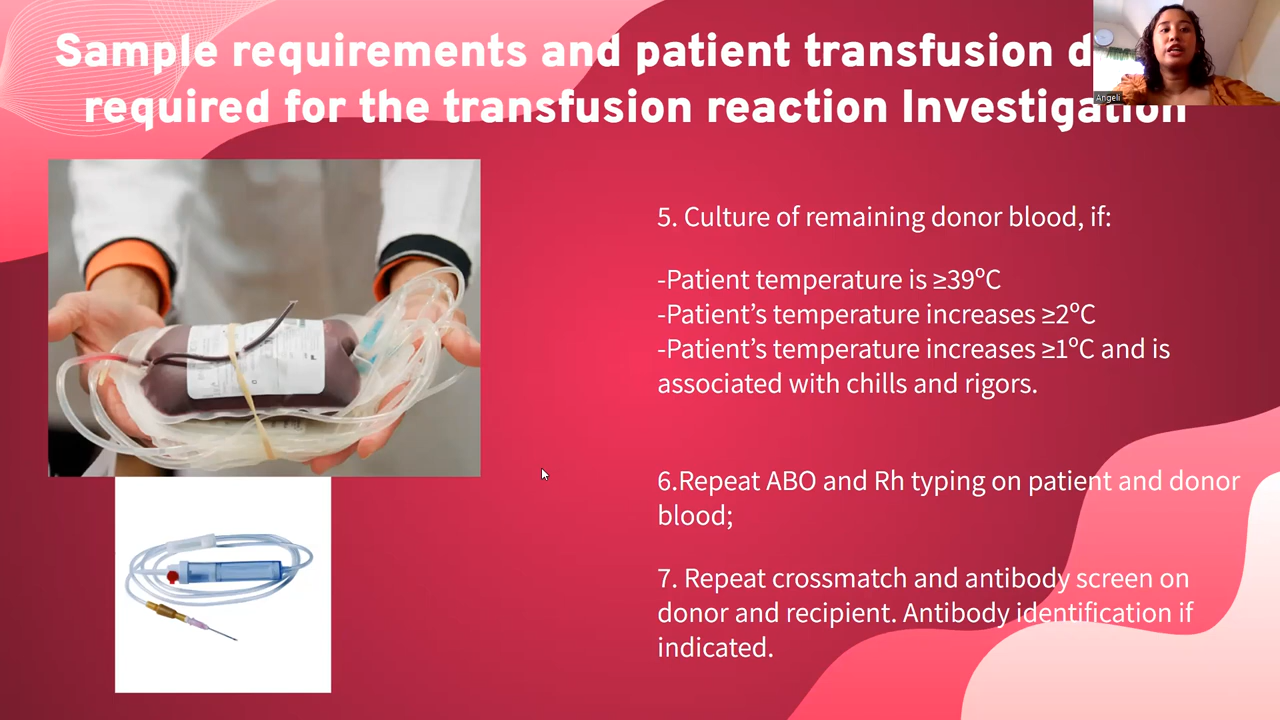 Sample requirements and patient transfusion
required for the transfusion reaction Investigation
Angeli
5. Culture of remaining donor blood, if:
-Patient temperature is ≥39ºC
-Patient’s temperature increases ≥2ºC
-Patient’s temperature increases ≥1ºC and is
associated with chills and rigors.
6.Repeat ABO and Rh typing on patient and donor
blood;
7. Repeat crossmatch and antibody screen on
donor and recipient. Antibody identification if
indicated.